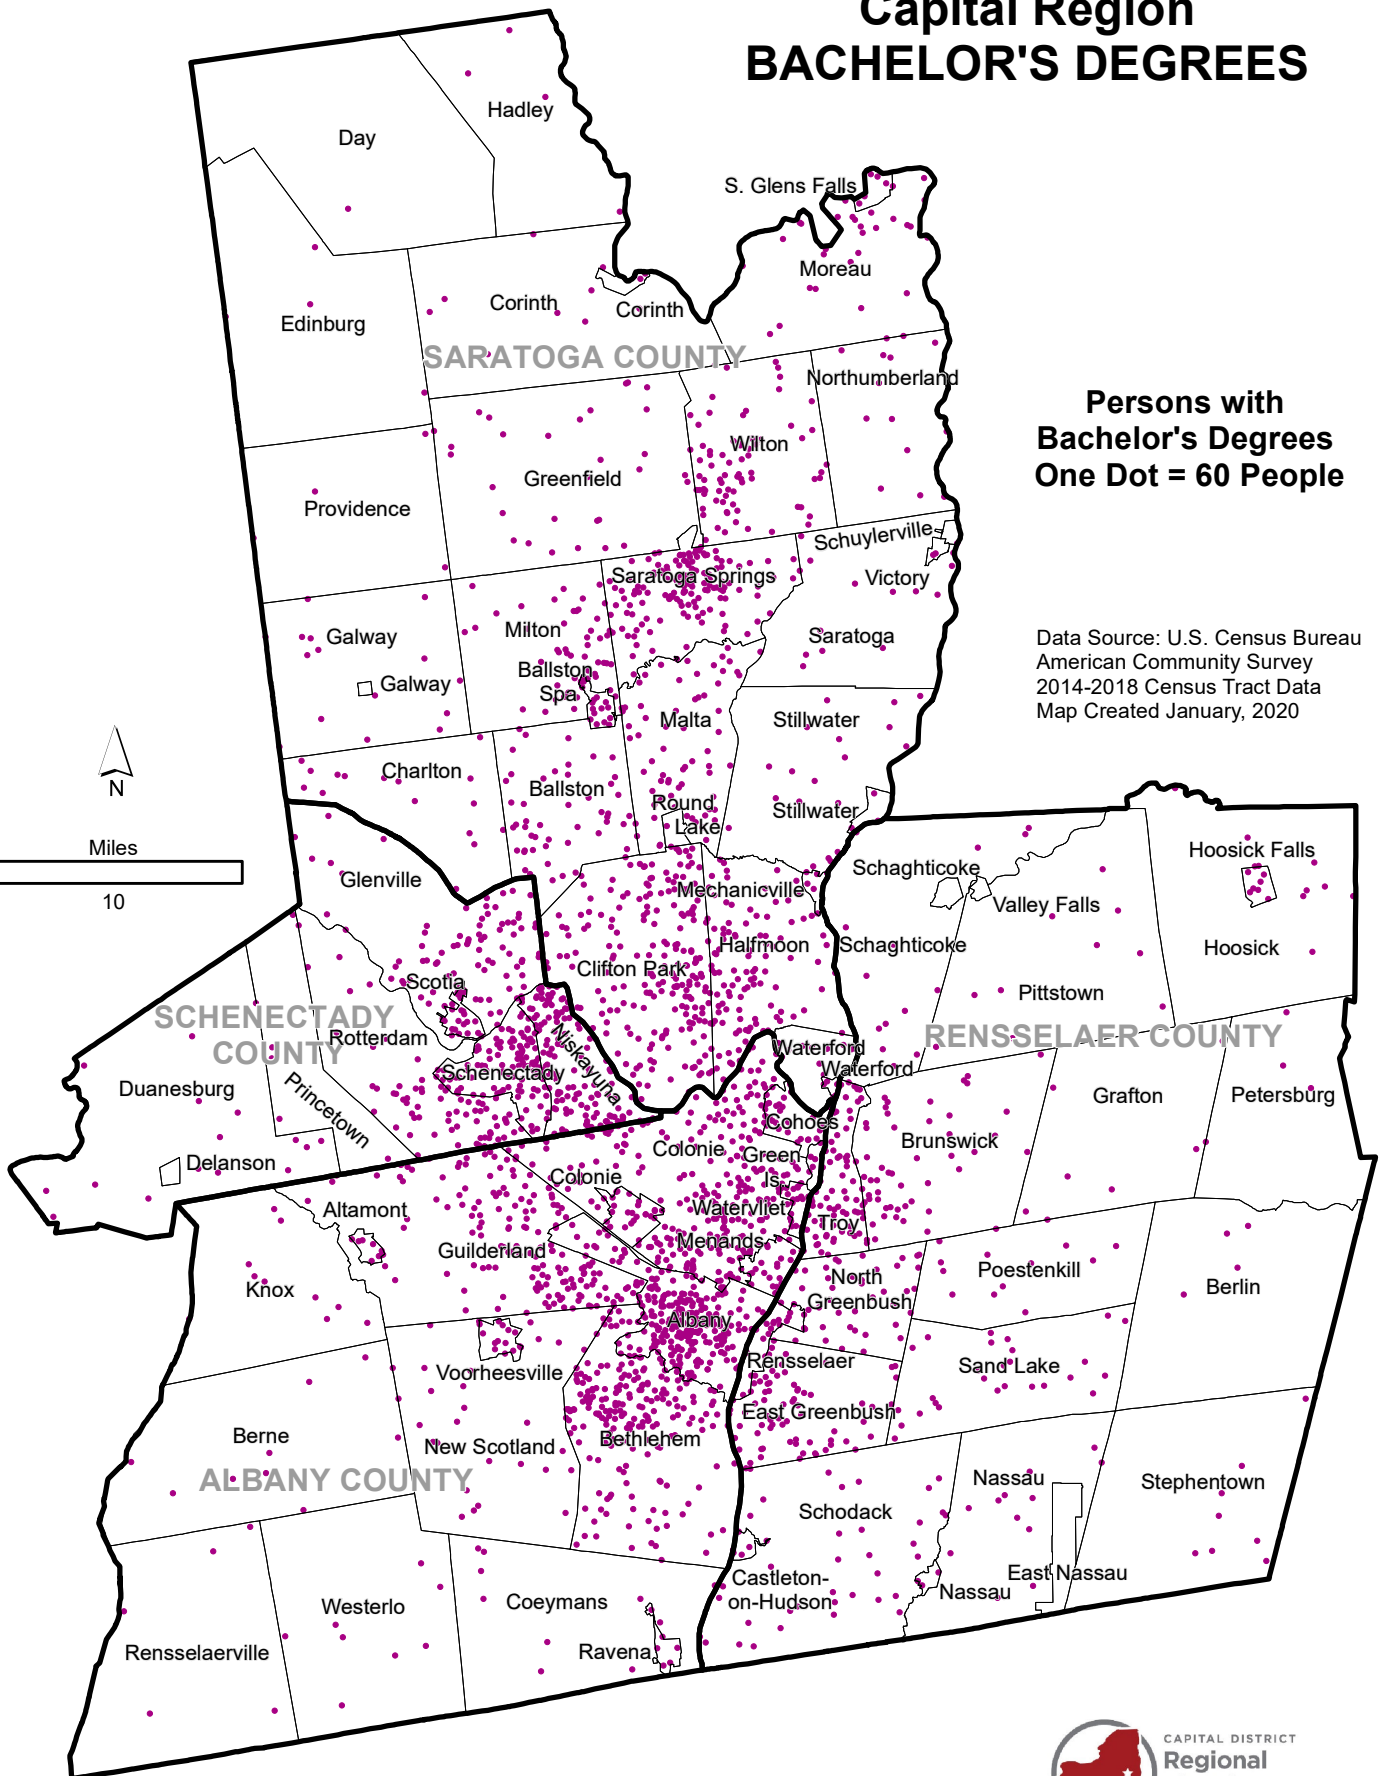 Capital Region
BACHELOR'S DEGREES
Hadley
Day
S. Glens Falls
Moreau
Corinth
Corinth
Edinburg
SARATOGA COUNTY
Northumberland
Persons with
Bachelor's Degrees
One Dot = 60 People
Wilton
Greenfield
Providence
Schuylerville
Saratoga Springs
Victory
Milton
Galway
Saratoga
Data Source: U.S. Census Bureau
American Community Survey
2014-2018 Census Tract Data
Map Created January, 2020
Ballston
Spa
Galway
Malta
Stillwater
N
Charlton
Ballston
Round
Lake
Stillwater
Miles
10
Glenville
Mechanicville
Schaghticoke
Hoosick Falls
Valley Falls
Halfmoon
Schaghticoke
Hoosick
Clifton Park
Scotia
Pittstown
SCHENECTADY
COUNTY
Rotterdam
Niskayuna
RENSSELAER COUNTY
Waterford
Waterford
Schenectady
Duanesburg
Princetown
Grafton
Petersburg
Cohoes
Brunswick
Colonie
Green
Is.
Delanson
Colonie
Altamont
Watervliet
Troy
Menands
Guilderland
North
Greenbush
Poestenkill
Knox
Berlin
Albany
Rensselaer
Sand Lake
Voorheesville
East Greenbush
Berne
New Scotland
Bethlehem
ALBANY COUNTY
Nassau
Stephentown
Schodack
East Nassau
Castleton-
on-Hudson
Nassau
Westerlo
Coeymans
Rensselaerville
Ravena
CAPITAL DISTRICT
Regional